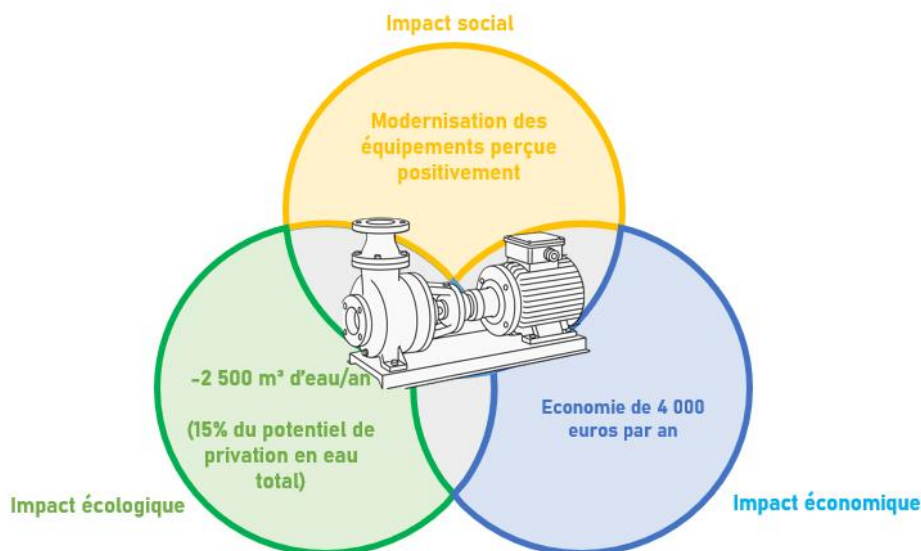 Impact social
Modernisation des
équipements perçue
positivement
-2 500 m³ d'eau/an
(15% du potentiel de
privation en eau
total)
Economie de 4 000
euros par an
Impact écologique
Impact économique